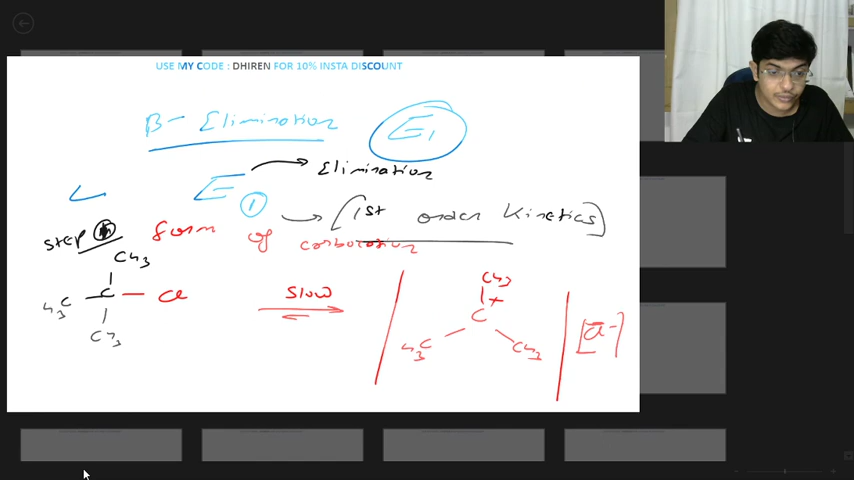 USE MY CODE : DHIREN FOR 10% INSTA DISCOUNT
β- Elimination E1
Elimination
E 1
1st order Kinetics
step form of carbocation
CH3
H3C - C - Cl
CH3
slow
CH3
C+
H3C CH3
Cl-